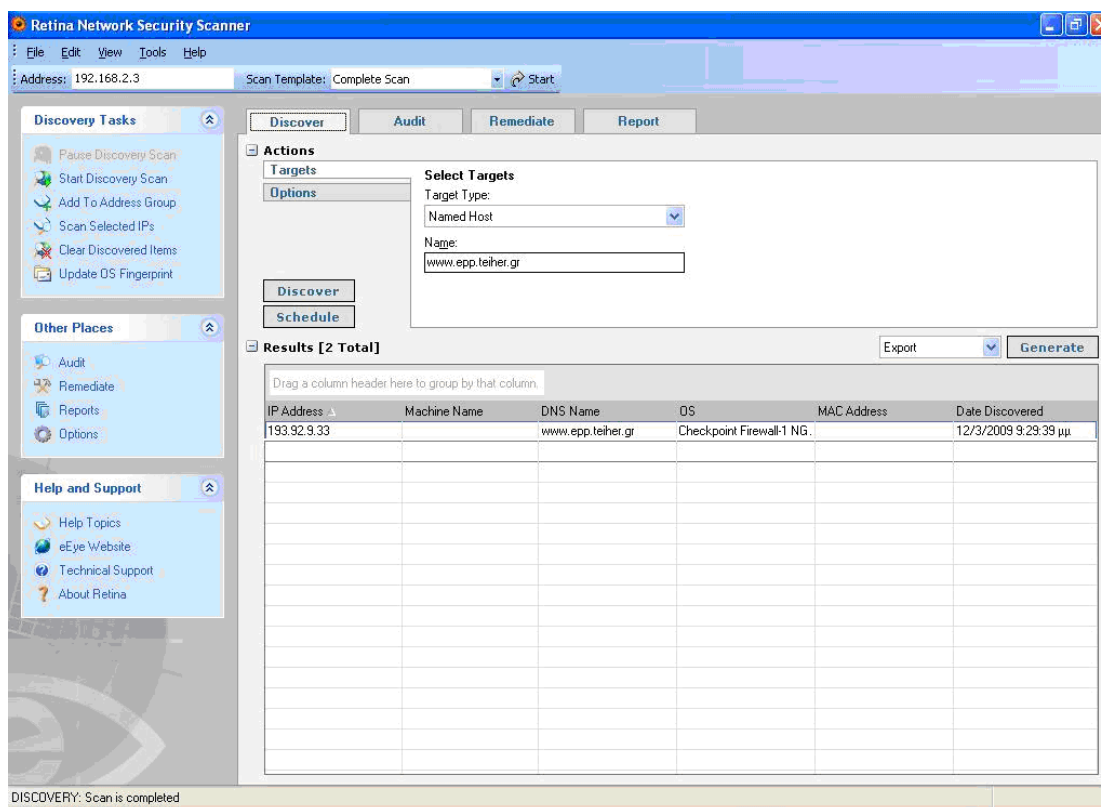 Retina Network Security Scanner
File Edit View Tools Help
Address: 192.168.2.3 Scan Template: Complete Scan Start
Discovery Tasks
Pause Discovery Scan
Start Discovery Scan
Add To Address Group
Scan Selected IPs
Clear Discovered Items
Update OS Fingerprint
Other Places
Audit
Remediate
Reports
Options
Help and Support
Help Topics
eEye Website
Technical Support
About Retina
Discover Audit Remediate Report
Actions
Targets
Options
Select Targets
Target Type:
Named Host
Name:
www.epp.teiher.gr
Discover
Schedule
Results [2 Total] Export Generate
Drag a column header here to group by that column.
IP Address Machine Name DNS Name OS MAC Address Date Discovered
193.92.9.33 www.epp.teiher.gr Checkpoint Firewall-1 NG. 12/3/2009 9:29:39 μμ
DISCOVERY: Scan is completed